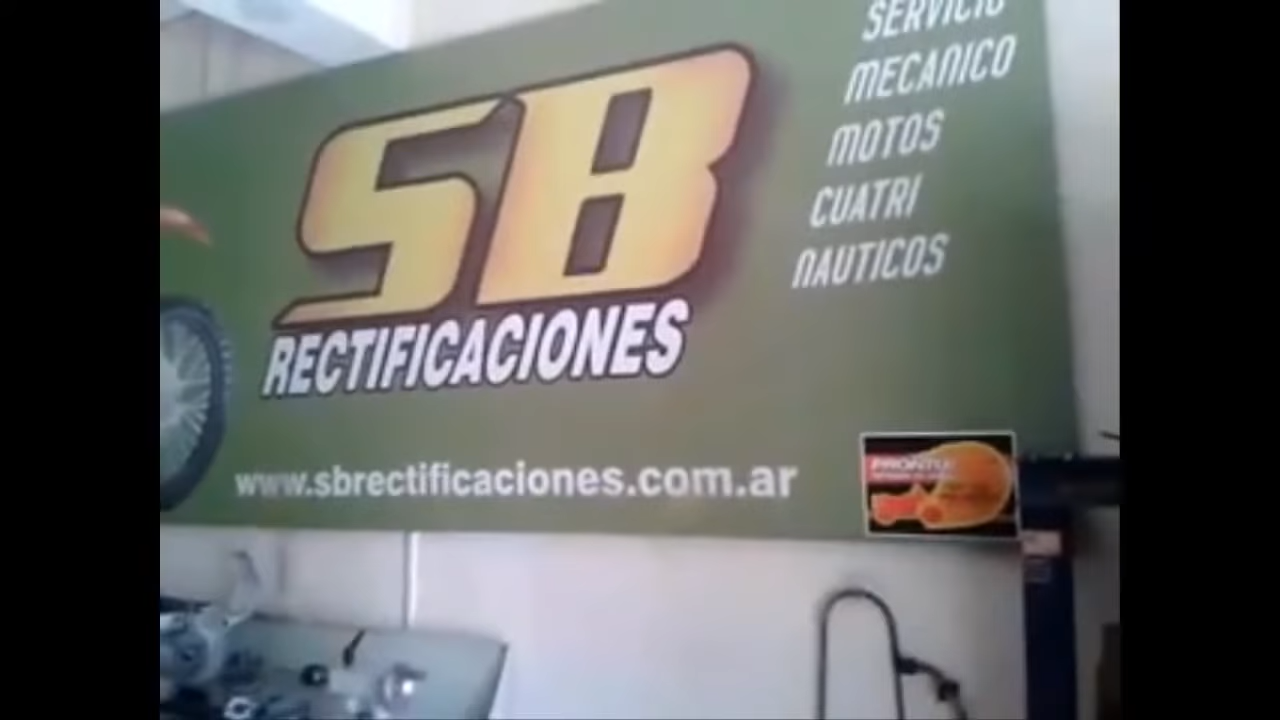 SERVICIO
MECANICO
MOTOS
CUATRI
NAUTICOS
SB
RECTIFICACIONES
www.sbrectificaciones.com.ar